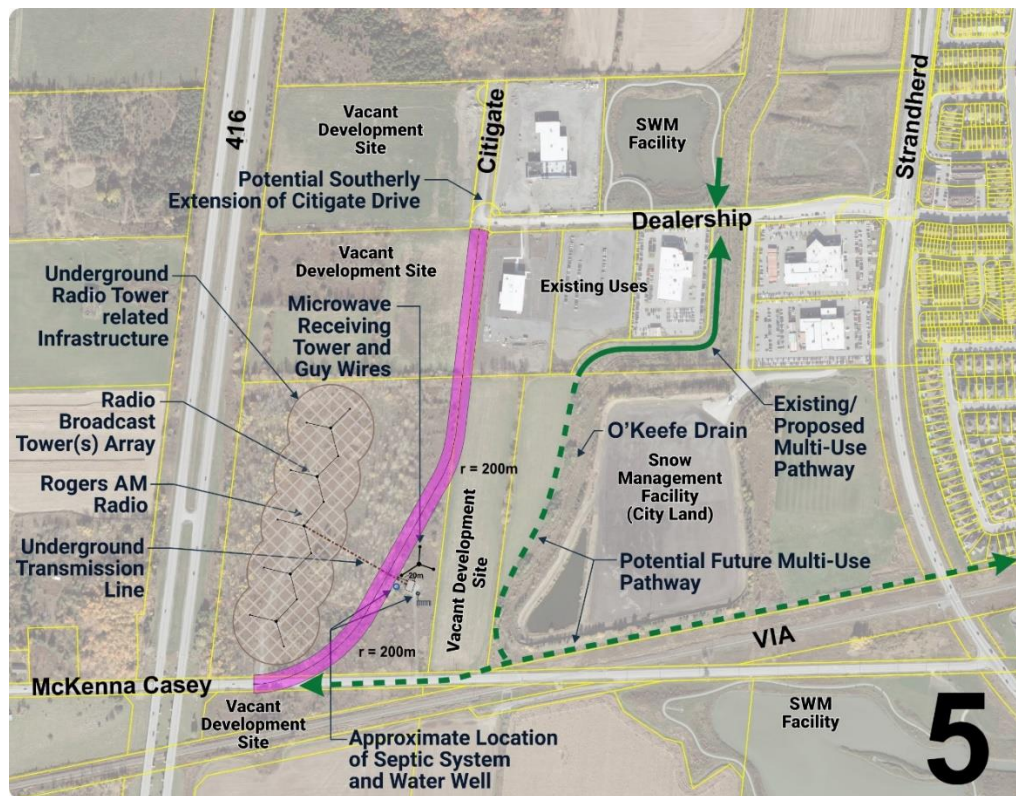 416
Vacant
Development
Site
Citigate
SWM
Facility
Strandherd
Potential Southerly
Extension of Citigate Drive
Dealership
Vacant
Development Site
Underground
Radio Tower
related
Infrastructure
Microwave
Receiving
Tower and
Guy Wires
Existing Uses
Radio
Broadcast
Tower(s) Array
Existing/
Proposed
Multi-Use
Pathway
O'Keefe Drain
r = 200m
Snow
Management
Facility
(City Land)
Rogers AM
Radio
Underground
Transmission
Line
20m
Vacant Development
Site
Potential Future Multi-Use
Pathway
r = 200m
VIA
McKenna Casey
Vacant
Development
Site
SWM
Facility
Approximate Location
of Septic System
and Water Well
5